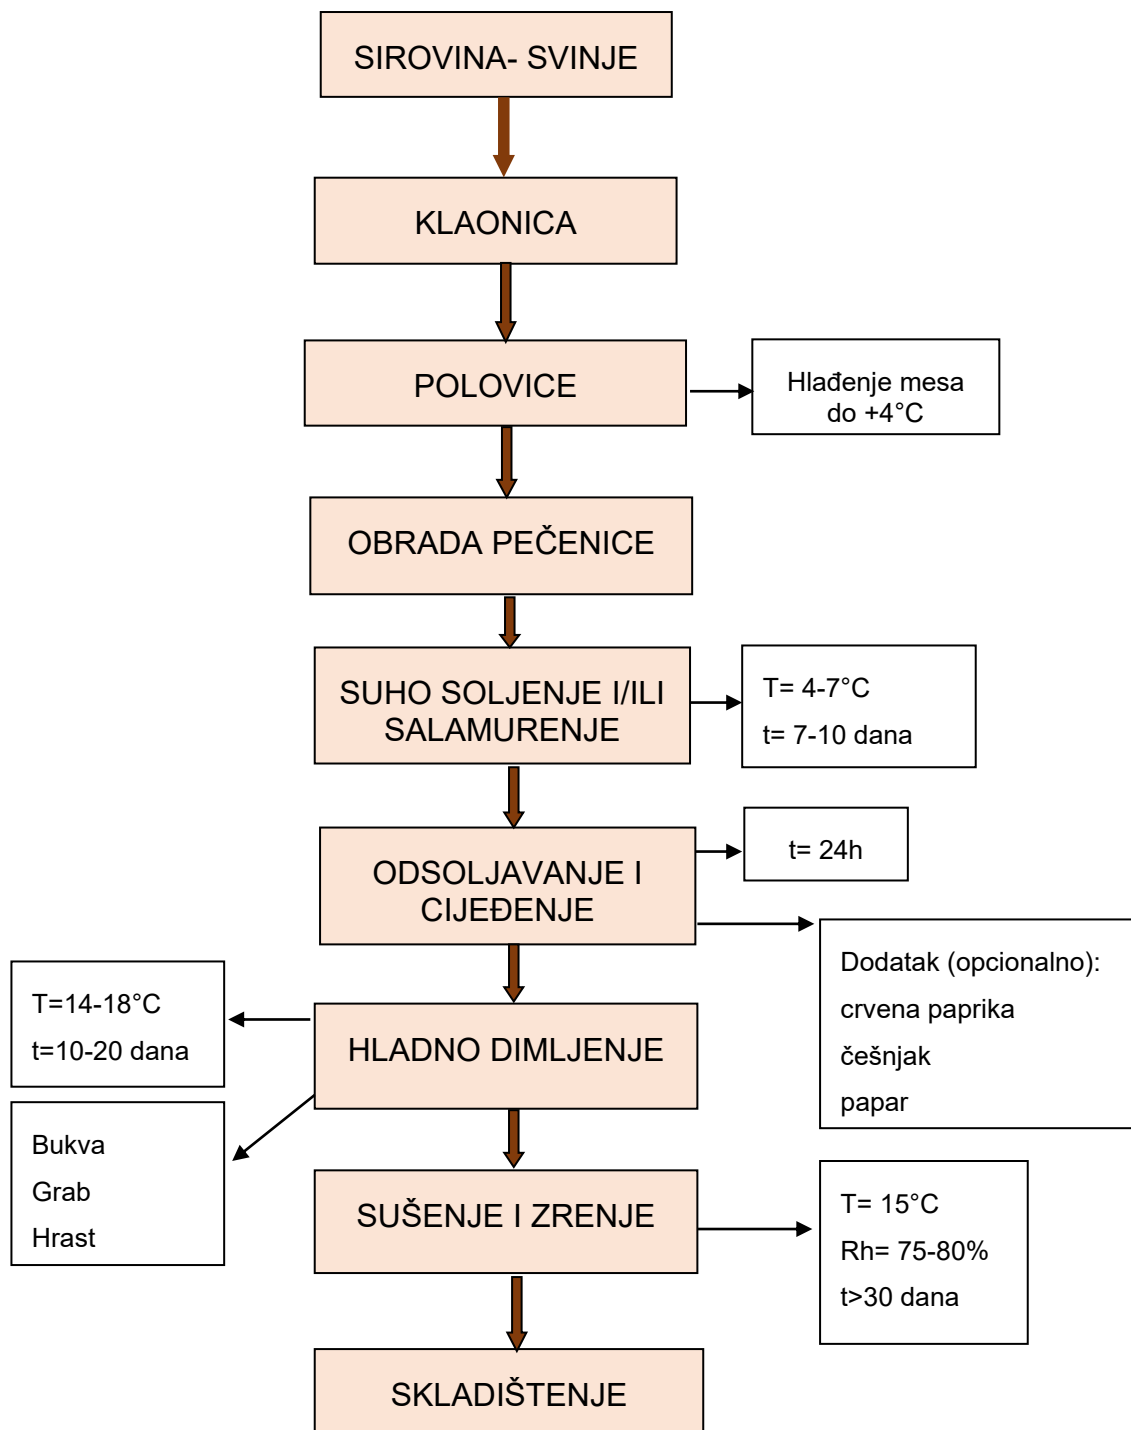 SIROVINA- SVINJE
KLAONICA
POLOVICE
Hlađenje mesa
do +4°C
OBRADA PEČENICE
SUHO SOLJENJE I/ILI
SALAMURENJE
T= 4-7°C
t= 7-10 dana
ODSOLJAVANJE I
CIJEĐENJE
t= 24h
Dodatak (opcionalno):
crvena paprika
češnjak
papar
HLADNO DIMLJENJE
T=14-18°C
t=10-20 dana
Bukva
Grab
Hrast
SUŠENJE I ZRENJE
T= 15°C
Rh= 75-80%
t>30 dana
SKLADIŠTENJE